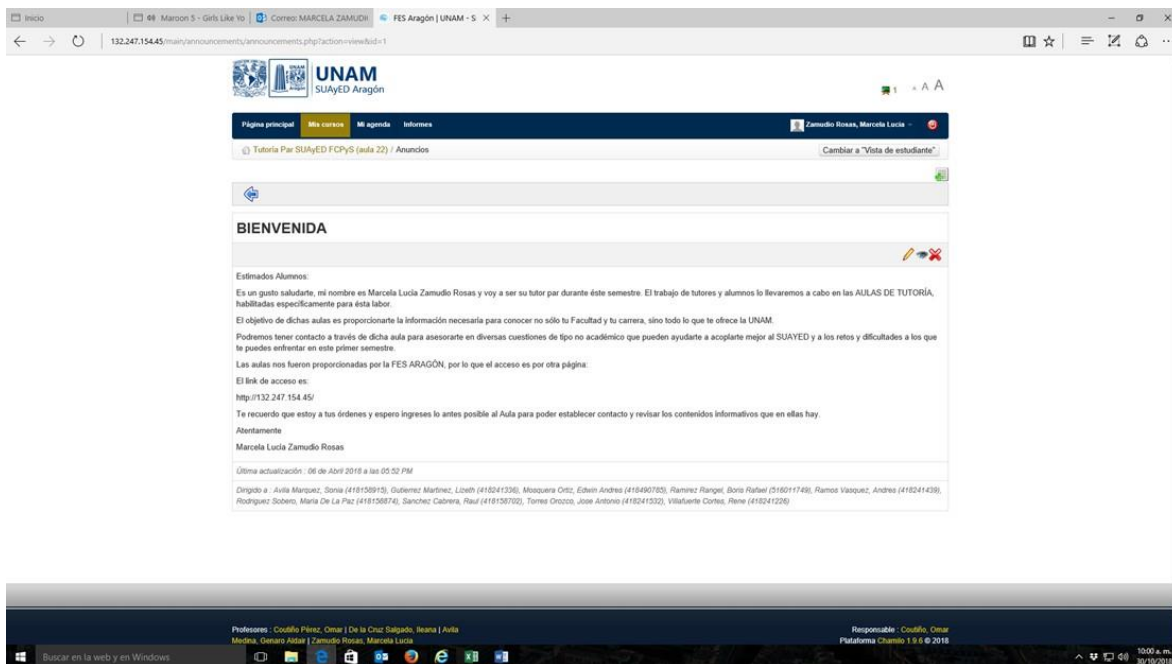 Inicio
Maroon 5 - Girls Like Yo
Correo: MARCELA ZAMUDI
FES Aragón | UNAM - S
132.247.154.45/main/announcements/announcements.php?action=view&id=1
UNAM
SUAyED Aragón
1 A A A
Página principal Mis cursos Mi agenda Informes Zamudio Rosas, Marcela Lucia
Tutoría Par SUAyED FCPyS (aula 22) / Anuncios Cambiar a "Vista de estudiante"
BIENVENIDA
Estimados Alumnos:
Es un gusto saludarte, mi nombre es Marcela Lucia Zamudio Rosas y voy a ser su tutor par durante éste semestre. El trabajo de tutores y alumnos lo llevaremos a cabo en las AULAS DE TUTORÍA,
habilitadas específicamente para ésta labor.
El objetivo de dichas aulas es proporcionarte la información necesaria para conocer no sólo tu Facultad y tu carrera, sino todo lo que te ofrece la UNAM.
Podremos tener contacto a través de dicha aula para asesorarte en diversas cuestiones de tipo no académico que pueden ayudarte a acoplarte mejor al SUAYED y a los retos y dificultades a los que
te puedes enfrentar en este primer semestre.
Las aulas nos fueron proporcionadas por la FES ARAGÓN, por lo que el acceso es por otra página:
El link de acceso es:
http://132.247.154.45/
Te recuerdo que estoy a tus órdenes y espero ingreses lo antes posible al Aula para poder establecer contacto y revisar los contenidos informativos que en ellas hay.
Atentamente
Marcela Lucía Zamudio Rosas
Última actualización : 06 de Abril 2018 a las 05:52 PM
Dirigido a : Avila Marquez, Sonia (418158915), Gutierrez Martinez, Lizeth (418241336), Mosquera Ortiz, Edwin Andres (418490785), Ramirez Rangel, Boris Rafael (516011749), Ramos Vasquez, Andres (418241439),
Rodriguez Sobero, Maria De La Paz (418158874), Sanchez Cabrera, Raul (418158702), Torres Orozco, Jose Antonio (418241532), Villafuerte Cortes, Rene (418241226)
Profesores : Coutiño Pérez, Omar | De la Cruz Salgado, Ileana | Avila
Medina, Genaro Aldair | Zamudio Rosas, Marcela Lucia
Responsable : Coutiño, Omar
Plataforma Chamilo 1.9.6 © 2018
Buscar en la web y en Windows
10:00 a. m.
30/10/2018